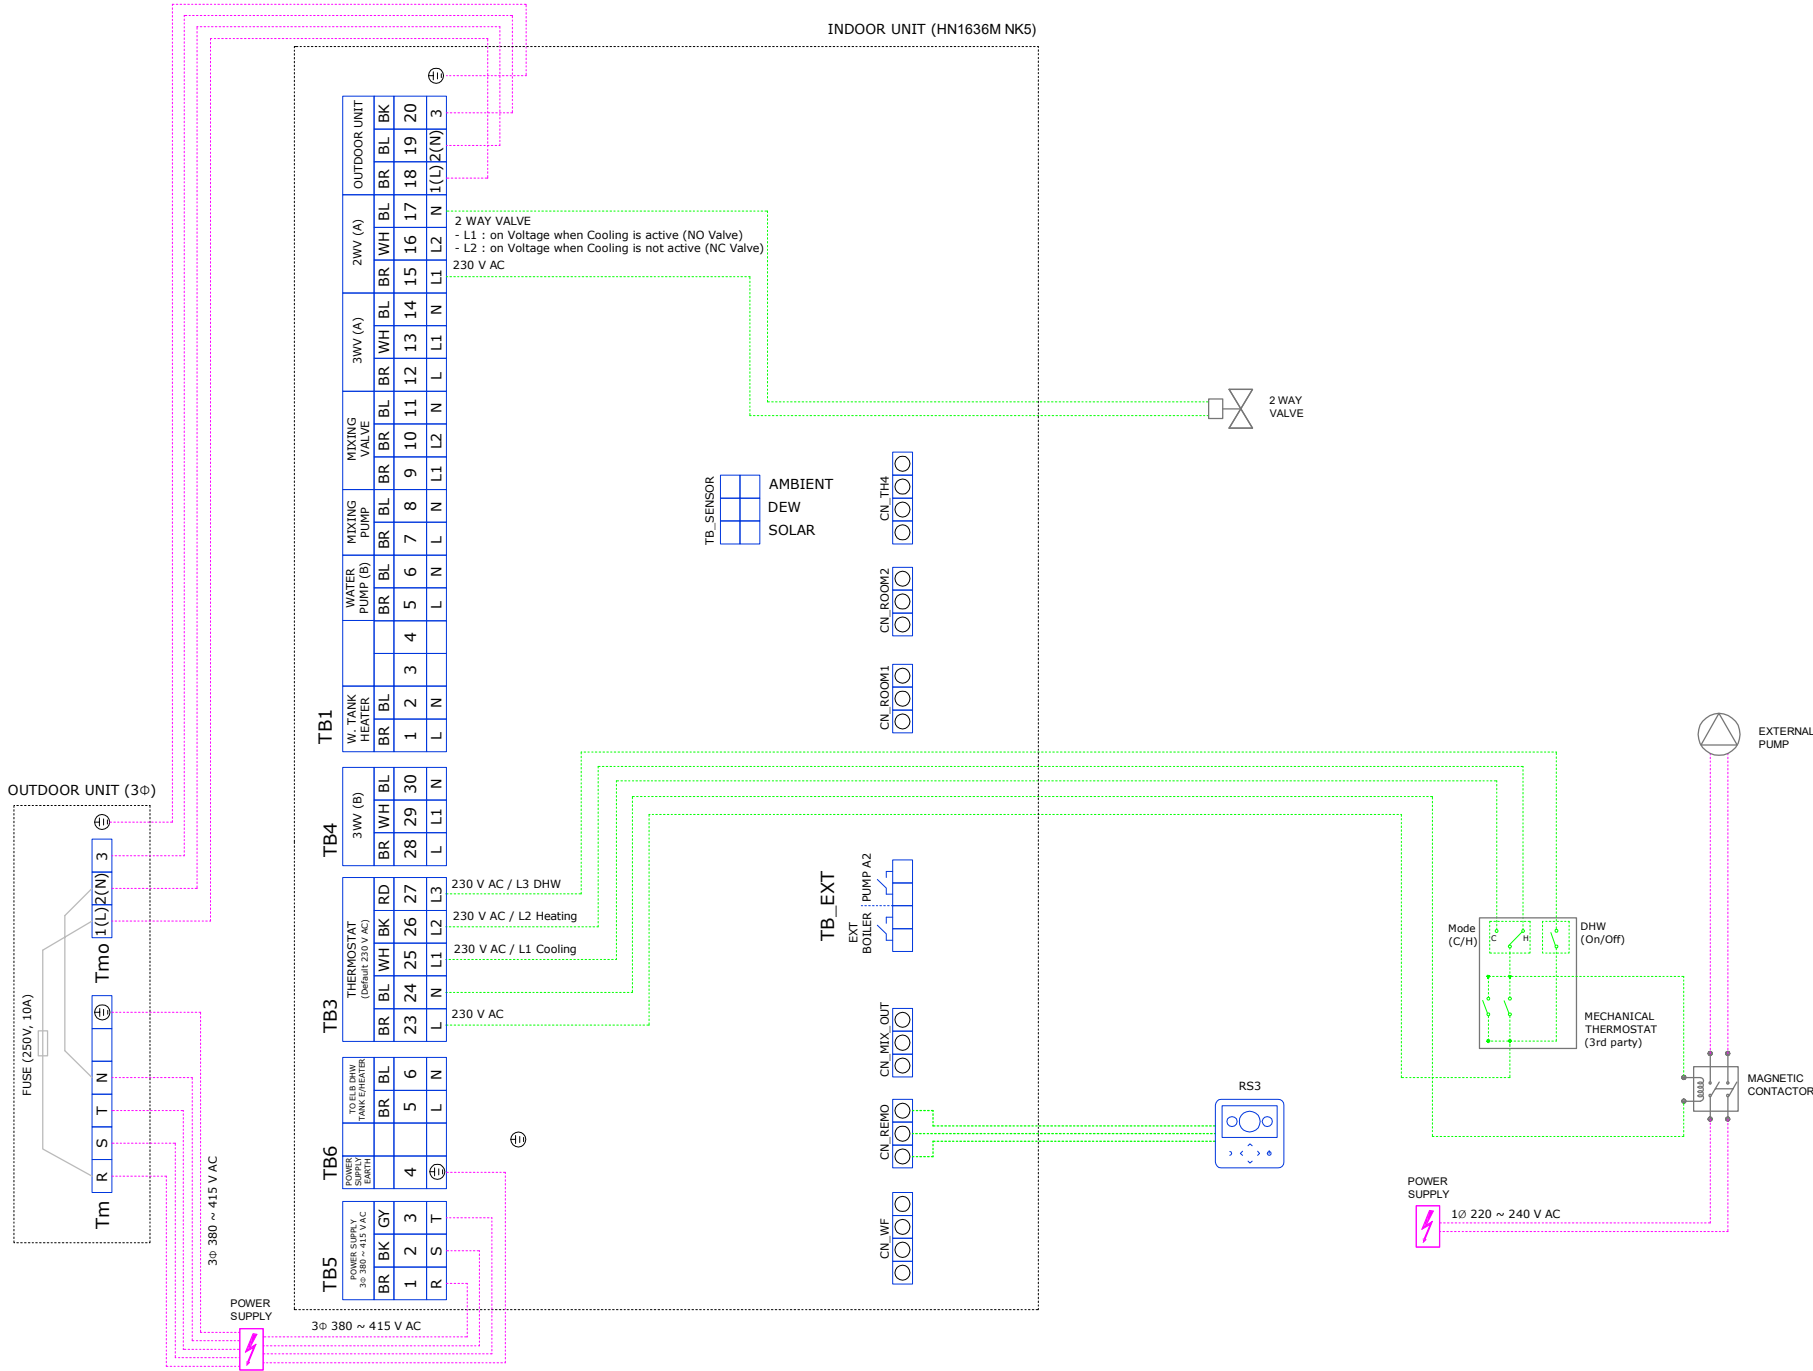 INDOOR UNIT (HN1636M NK5)
OUTDOOR UNIT
BK 20 3
BL 19 2(N)
BR 18 1(L)
2WV (A)
BL 17 N
WH 16 L2
BR 15 L1
2 WAY VALVE
- L1 : on Voltage when Cooling is active (NO Valve)
- L2 : on Voltage when Cooling is not active (NC Valve)
230 V AC
3WV (A)
BL 14 N
WH 13 L1
BR 12 L
MIXING
VALVE
BL 11 N
BR 10 L2
BR 9 L1
MIXING
PUMP
BL 8 N
BR 7 L
WATER
PUMP (B)
BL 6 N
BR 5 L
4
3
W. TANK
HEATER
BL 2 N
BR 1 L
TB1
2 WAY
VALVE
TB_SENSOR
AMBIENT
DEW
SOLAR
CN_TH4
CN_ROOM2
CN_ROOM1
EXTERNAL
PUMP
OUTDOOR UNIT (3Φ)
3
2(N)
1(L)
Tmo
FUSE (250V, 10A)
N
T
S
R
Tm
3Φ 380 ~ 415 V AC
TB4
3WV (B)
BL 30 N
WH 29 L1
BR 28 L
TB3
THERMOSTAT
(Default 230 V AC)
RD 27 L3
BK 26 L2
WH 25 L1
BL 24 N
BR 23 L
230 V AC / L3 DHW
230 V AC / L2 Heating
230 V AC / L1 Cooling
230 V AC
TB_EXT
PUMP A2
EXT
BOILER
Mode
(C/H)
C
H
DHW
(On/Off)
MECHANICAL
THERMOSTAT
(3rd party)
CN_MIX_OUT
TB6
TO ELB DHW
TANK E/HEATER
BL 6 N
BR 5 L
POWER
SUPPLY
EARTH
4
CN_REMO
RS3
MAGNETIC
CONTACTOR
TB5
POWER SUPPLY
3Φ 380 ~ 415 V AC
GY 3 T
BK 2 S
BR 1 R
CN_WF
POWER
SUPPLY
1Ø 220 ~ 240 V AC
POWER
SUPPLY
3Φ 380 ~ 415 V AC